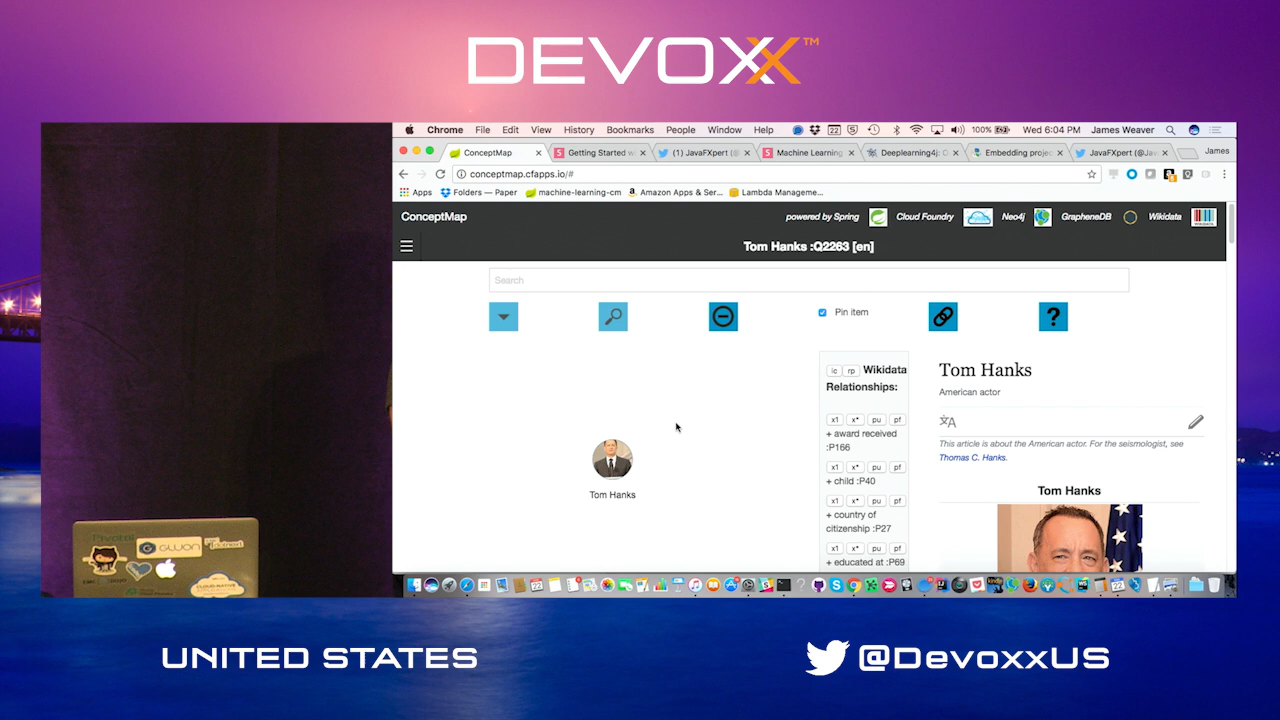 DEVOXX™
Chrome File Edit View History Bookmarks People Window Help 22 5 100% Wed 6:04 PM James Weaver
ConceptMap × Getting Started w × (1) JavaFXpert (@ × Machine Learning × Deeplearning4j: O × Embedding projec × JavaFXpert (@Ja × James
conceptmap.cfapps.io/#
Apps Folders — Paper machine-learning-cm Amazon Apps & Ser... Lambda Manageme...
ConceptMap powered by Spring Cloud Foundry Neo4j GrapheneDB Wikidata
Tom Hanks :Q2263 [en]
Search
Pin item ?
ic rp Wikidata
Relationships:
x1 x* pu pf
+ award received
:P166
x1 x* pu pf
+ child :P40
x1 x* pu pf
+ country of
citizenship :P27
x1 x* pu pf
+ educated at :P69
Tom Hanks
American actor
This article is about the American actor. For the seismologist, see
Thomas C. Hanks.
Tom Hanks
Tom Hanks
Pivotal
GLUON
CLOUD NATIVE
UNITED STATES
@DevoxxUS